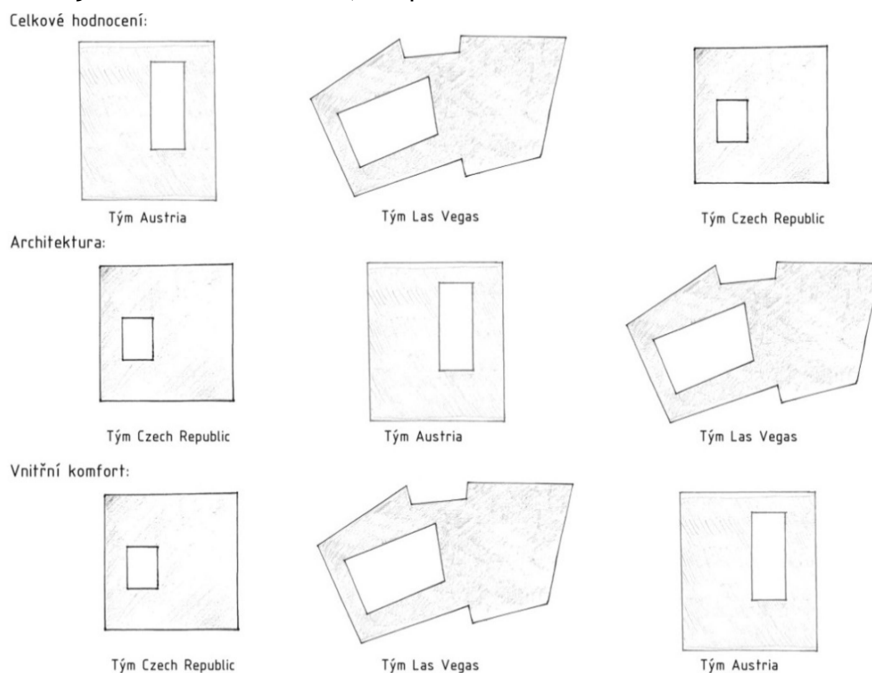 Celkové hodnocení:
Tým Austria Tým Las Vegas Tým Czech Republic
Architektura:
Tým Czech Republic Tým Austria Tým Las Vegas
Vnitřní komfort:
Tým Czech Republic Tým Las Vegas Tým Austria